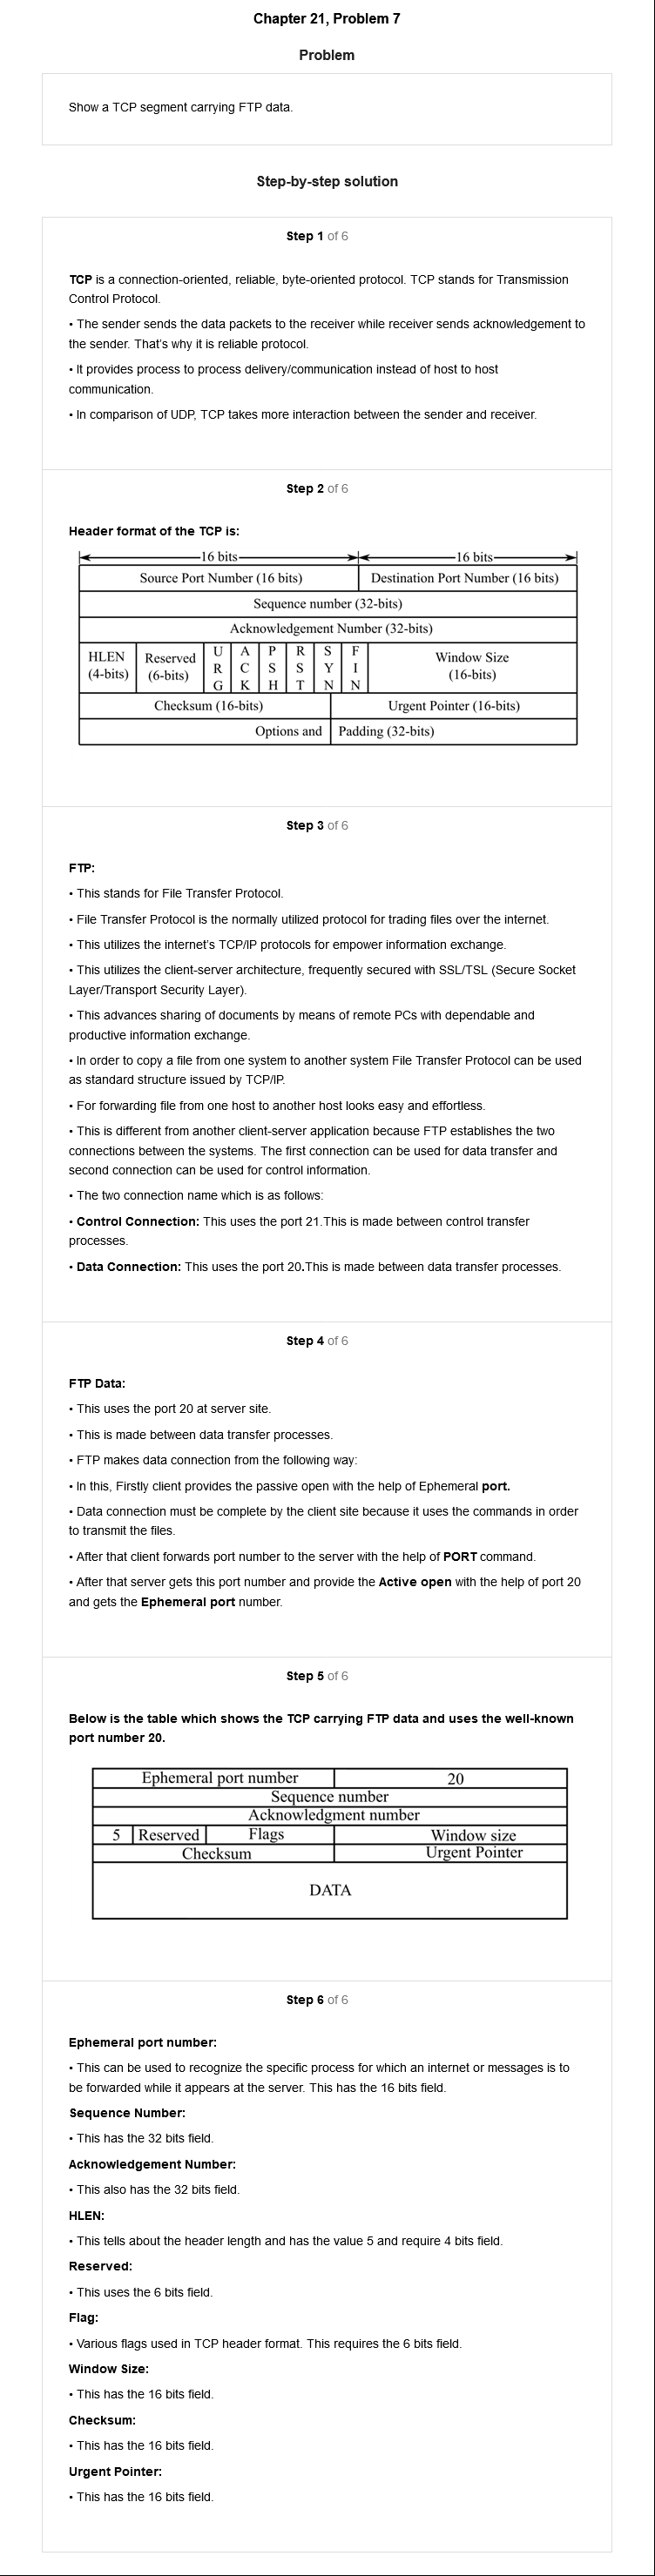 Chapter 21, Problem 7
Problem
Show a TCP segment carrying FTP data.
Step-by-step solution
Step 1 of 6
TCP is a connection-oriented, reliable, byte-oriented protocol. TCP stands for Transmission
Control Protocol.
• The sender sends the data packets to the receiver while receiver sends acknowledgement to
the sender. That's why it is reliable protocol.
• It provides process to process delivery/communication instead of host to host
communication.
• In comparison of UDP, TCP takes more interaction between the sender and receiver.
Step 2 of 6
Header format of the TCP is:
16 bits 16 bits
Source Port Number (16 bits) Destination Port Number (16 bits)
Sequence number (32-bits)
Acknowledgement Number (32-bits)
HLEN (4-bits) Reserved (6-bits) URG ACK PSH RST SYN FIN Window Size (16-bits)
Checksum (16-bits) Urgent Pointer (16-bits)
Options and Padding (32-bits)
Step 3 of 6
FTP:
• This stands for File Transfer Protocol.
• File Transfer Protocol is the normally utilized protocol for trading files over the internet.
• This utilizes the internet's TCP/IP protocols for empower information exchange.
• This utilizes the client-server architecture, frequently secured with SSL/TSL (Secure Socket
Layer/Transport Security Layer).
• This advances sharing of documents by means of remote PCs with dependable and
productive information exchange.
• In order to copy a file from one system to another system File Transfer Protocol can be used
as standard structure issued by TCP/IP.
• For forwarding file from one host to another host looks easy and effortless.
• This is different from another client-server application because FTP establishes the two
connections between the systems. The first connection can be used for data transfer and
second connection can be used for control information.
• The two connection name which is as follows:
• Control Connection: This uses the port 21.This is made between control transfer
processes.
• Data Connection: This uses the port 20.This is made between data transfer processes.
Step 4 of 6
FTP Data:
• This uses the port 20 at server site.
• This is made between data transfer processes.
• FTP makes data connection from the following way:
• In this, Firstly client provides the passive open with the help of Ephemeral port.
• Data connection must be complete by the client site because it uses the commands in order
to transmit the files.
• After that client forwards port number to the server with the help of PORT command.
• After that server gets this port number and provide the Active open with the help of port 20
and gets the Ephemeral port number.
Step 5 of 6
Below is the table which shows the TCP carrying FTP data and uses the well-known
port number 20.
Ephemeral port number 20
Sequence number
Acknowledgment number
5 Reserved Flags Window size
Checksum Urgent Pointer
DATA
Step 6 of 6
Ephemeral port number:
• This can be used to recognize the specific process for which an internet or messages is to
be forwarded while it appears at the server. This has the 16 bits field.
Sequence Number:
• This has the 32 bits field.
Acknowledgement Number:
• This also has the 32 bits field.
HLEN:
• This tells about the header length and has the value 5 and require 4 bits field.
Reserved:
• This uses the 6 bits field.
Flag:
• Various flags used in TCP header format. This requires the 6 bits field.
Window Size:
• This has the 16 bits field.
Checksum:
• This has the 16 bits field.
Urgent Pointer:
• This has the 16 bits field.